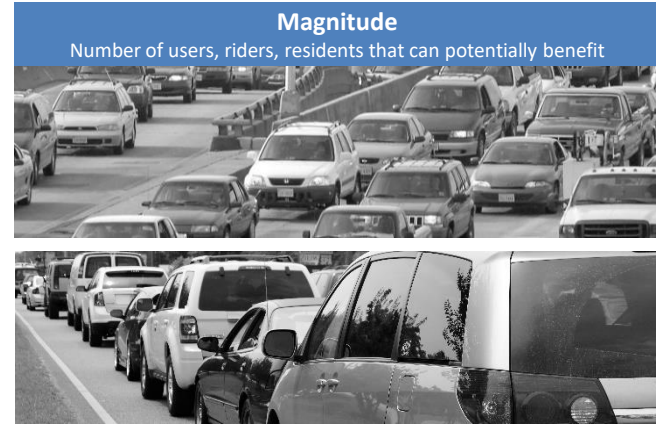 Magnitude
Number of users, riders, residents that can potentially benefit